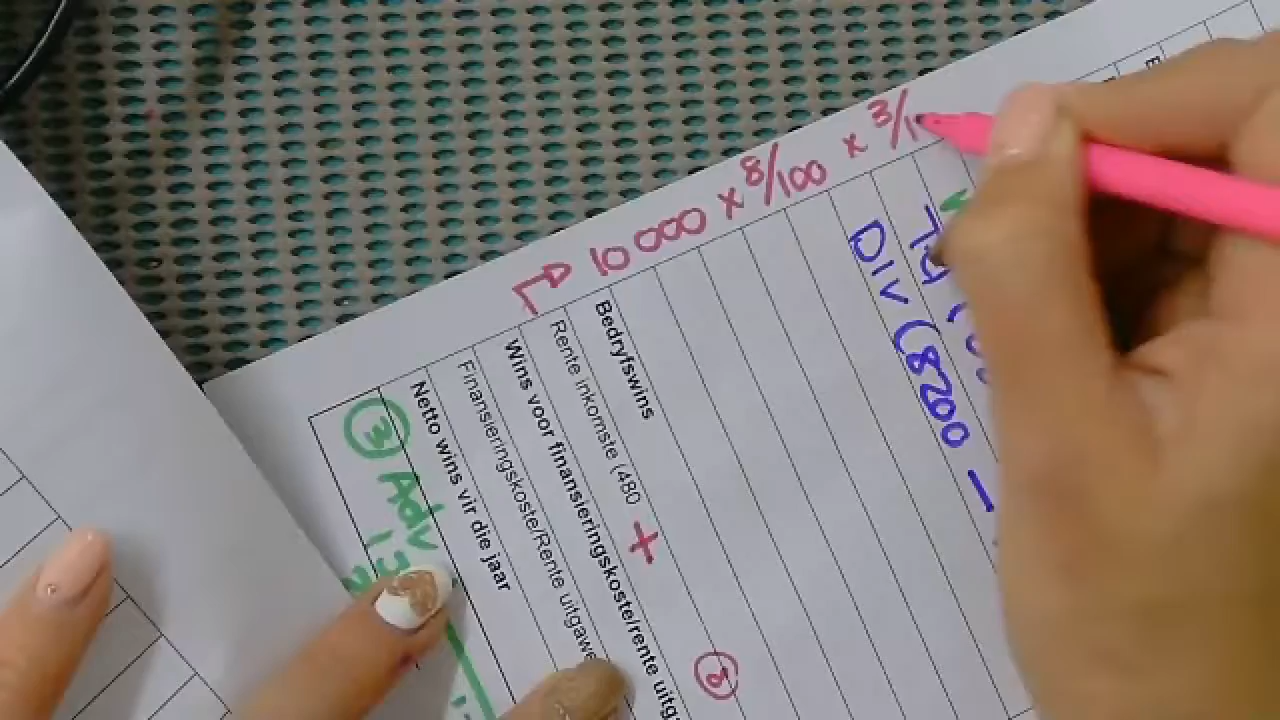 10 000 x 8/100 x 3/1
Div (8200 –
Bedryfswins
Rente inkomste (480 +
Wins voor finansieringskoste/rente uitg
Finansieringskoste/Rente uitgawe
Netto wins vir die jaar
③ Adv